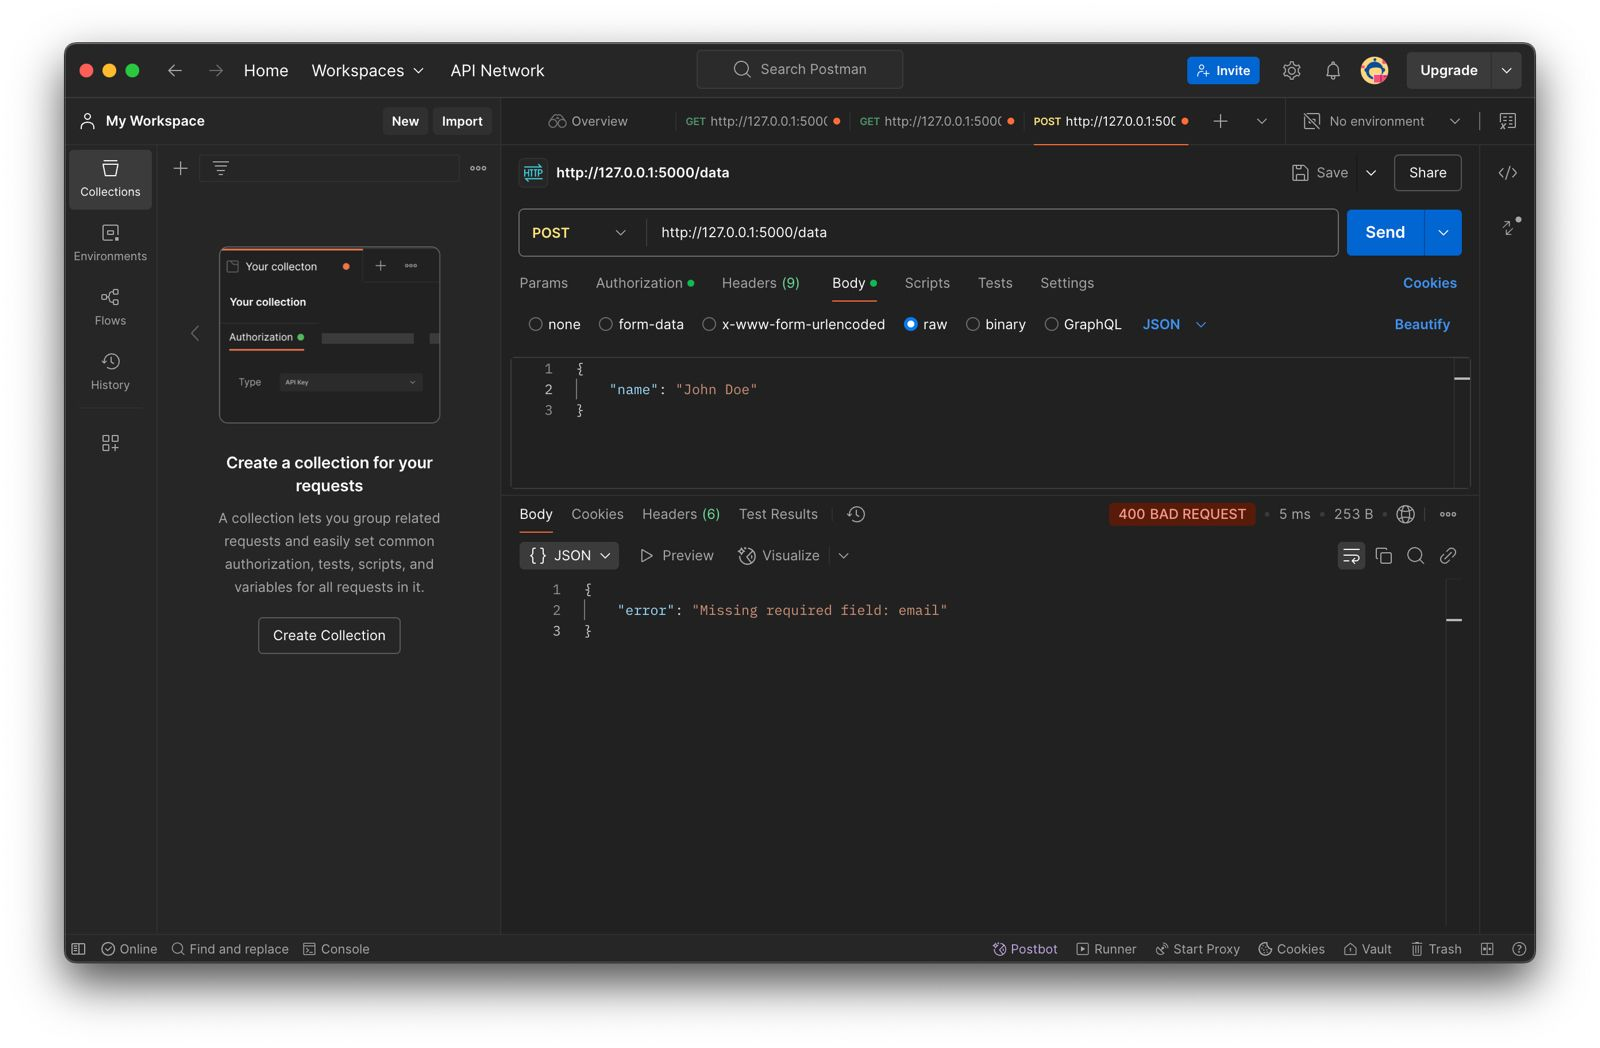 Home Workspaces API Network Search Postman Invite Upgrade
My Workspace New Import Overview GET http://127.0.0.1:500( GET http://127.0.0.1:500( POST http://127.0.0.1:50( No environment
Collections
Environments
Flows
History
Your collecton
Your collection
Authorization
Type API Key
Create a collection for your
requests
A collection lets you group related
requests and easily set common
authorization, tests, scripts, and
variables for all requests in it.
Create Collection
HTTP http://127.0.0.1:5000/data Save Share
POST http://127.0.0.1:5000/data Send
Params Authorization Headers (9) Body Scripts Tests Settings Cookies
none form-data x-www-form-urlencoded raw binary GraphQL JSON Beautify
1 {
2 "name": "John Doe"
3 }
Body Cookies Headers (6) Test Results 400 BAD REQUEST • 5 ms • 253 B
{} JSON Preview Visualize
1 {
2 "error": "Missing required field: email"
3 }
Online Find and replace Console Postbot Runner Start Proxy Cookies Vault Trash